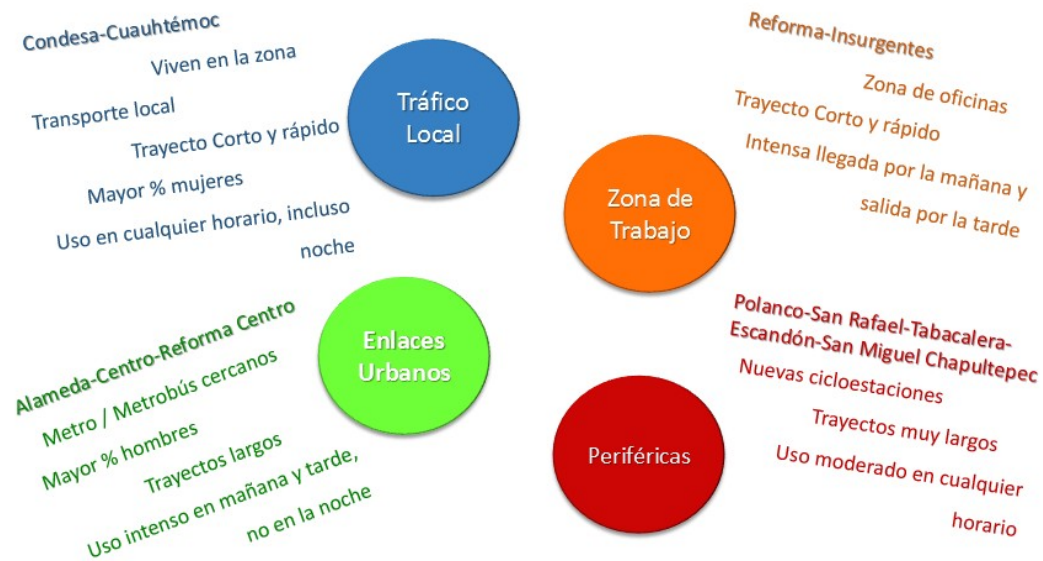 Condesa-Cuauhtémoc
Viven en la zona
Transporte local
Trayecto Corto y rápido
Mayor % mujeres
Uso en cualquier horario, incluso
noche
Tráfico
Local
Reforma-Insurgentes
Zona de oficinas
Trayecto Corto y rápido
Intensa llegada por la mañana y
salida por la tarde
Zona de
Trabajo
Alameda-Centro-Reforma Centro
Metro / Metrobús cercanos
Mayor % hombres
Trayectos largos
Uso intenso en mañana y tarde,
no en la noche
Enlaces
Urbanos
Polanco-San Rafael-Tabacalera-
Escandón-San Miguel Chapultepec
Nuevas cicloestaciones
Trayectos muy largos
Uso moderado en cualquier
horario
Periféricas